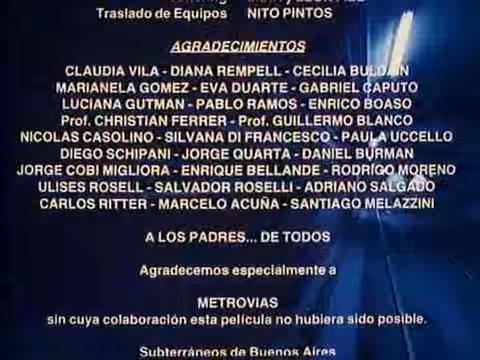 Traslado de Equipos NITO PINTOS
AGRADECIMIENTOS
CLAUDIA VILA - DIANA REMPELL - CECILIA BULDAIN
MARIANELA GOMEZ - EVA DUARTE - GABRIEL CAPUTO
LUCIANA GUTMAN - PABLO RAMOS - ENRICO BOASO
Prof. CHRISTIAN FERRER - Prof. GUILLERMO BLANCO
NICOLAS CASOLINO - SILVANA DI FRANCESCO - PAULA UCCELLO
DIEGO SCHIPANI - JORGE QUARTA - DANIEL BURMAN
JORGE COBI MIGLIORA - ENRIQUE BELLANDE - RODRIGO MORENO
ULISES ROSELL - SALVADOR ROSELLI - ADRIANO SALGADO
CARLOS RITTER - MARCELO ACUÑA - SANTIAGO MELAZZINI
A LOS PADRES... DE TODOS
Agradecemos especialmente a
METROVIAS
sin cuya colaboración esta película no hubiera sido posible.
Subterráneos de Buenos Aires